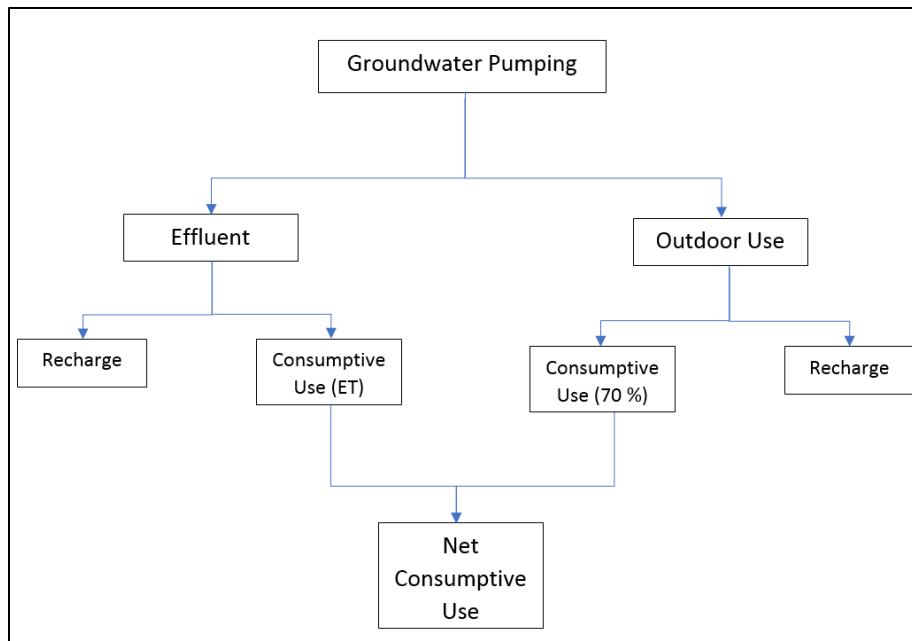 Groundwater Pumping
Effluent
Outdoor Use
Recharge
Consumptive
Use (ET)
Consumptive
Use (70 %)
Recharge
Net
Consumptive
Use